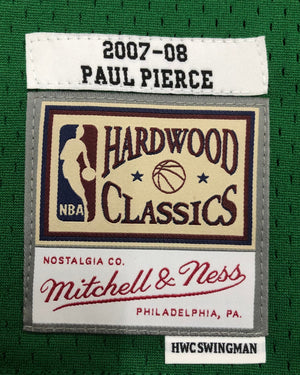 2007-08
PAUL PIERCE
HARDWOOD
NBA
CLASSICS
NOSTALGIA CO.
Mitchell & Ness
PHILADELPHIA, PA.
HWC SWINGMAN